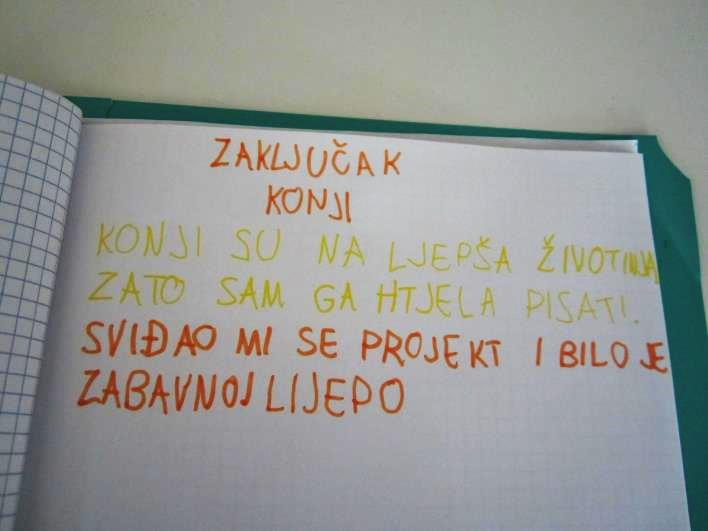 ZAKLJUČAK
KONJI
KONJI SU NA LJEPŠA ŽIVOTINJA
ZATO SAM GA HTJELA PISATI.
SVIĐAO MI SE PROJEKT I BILO JE
ZABAVNOJ LIJEPO